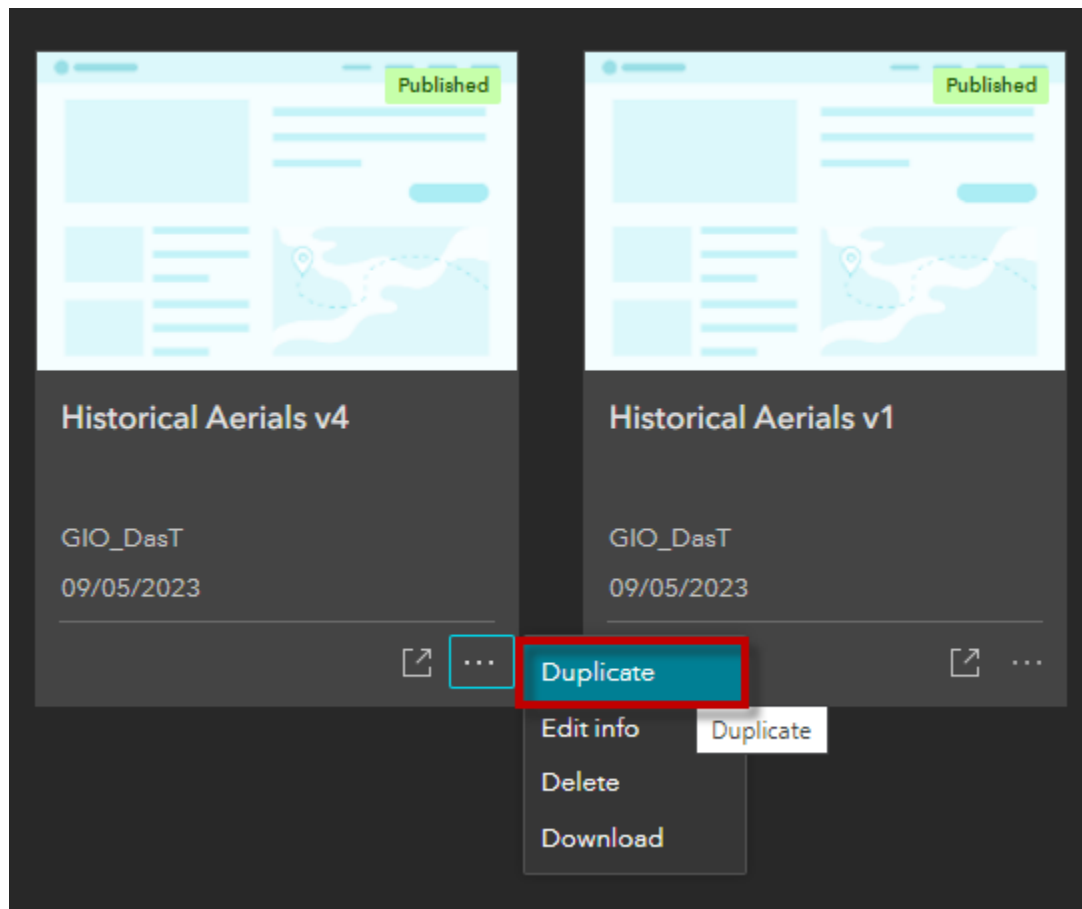 Published
Published
Historical Aerials v4
Historical Aerials v1
GIO_DasT
GIO_DasT
09/05/2023
09/05/2023
...
...
Duplicate
Edit info
Duplicate
Delete
Download